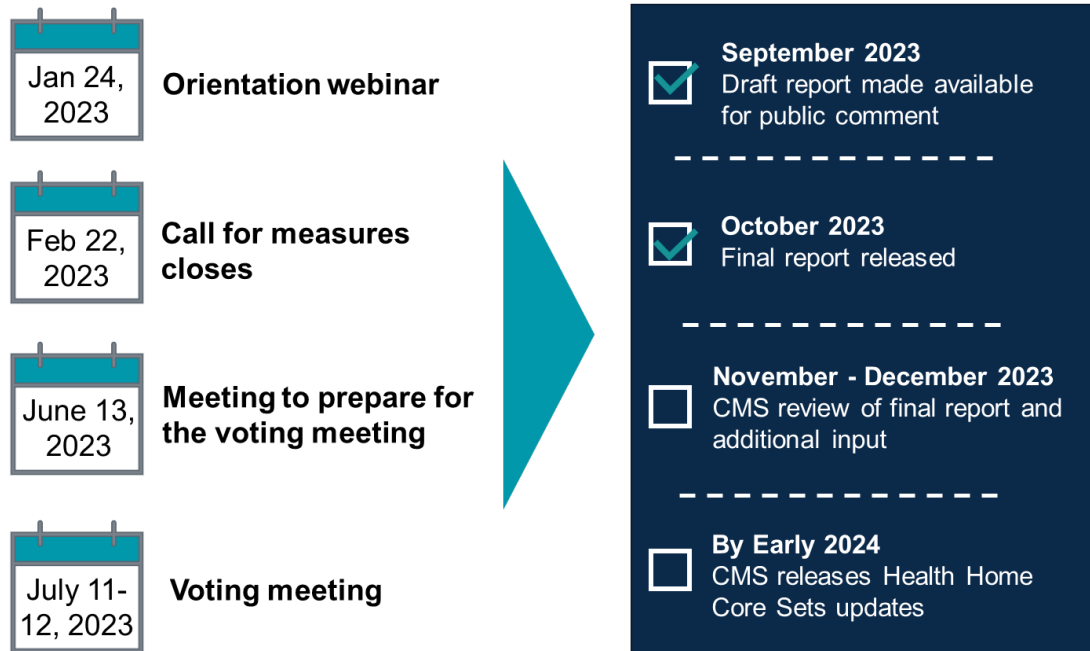 Jan 24,
2023
Orientation webinar
Feb 22,
2023
Call for measures
closes
June 13,
2023
Meeting to prepare for
the voting meeting
July 11-
12, 2023
Voting meeting
September 2023
Draft report made available
for public comment
October 2023
Final report released
November - December 2023
CMS review of final report and
additional input
By Early 2024
CMS releases Health Home
Core Sets updates